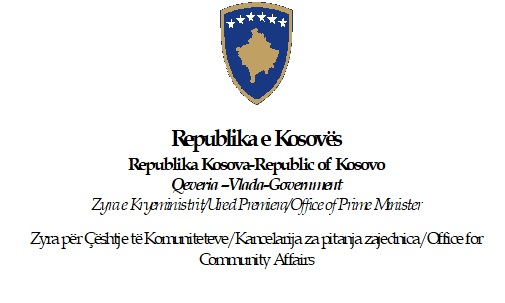 Republika e Kosovës
Republika Kosova-Republic of Kosovo
Qeveria –Vlada-Government
Zyra e Kryeministrit/Ured Premiera/Office of Prime Minister
Zyra për Çështje të Komuniteteve/Kancelarija za pitanja zajednica/Office for
Community Affairs